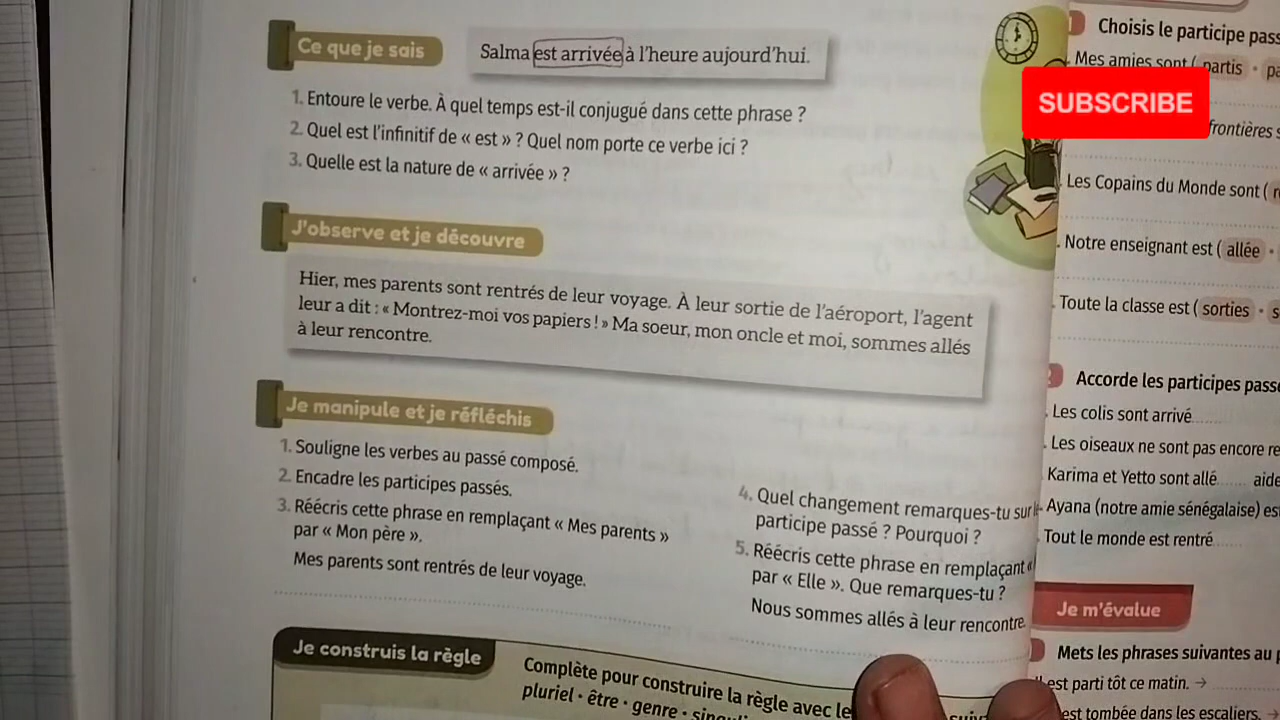 Ce que je sais
Salma est arrivée à l'heure aujourd'hui.
1. Entoure le verbe. À quel temps est-il conjugué dans cette phrase ?
2. Quel est l'infinitif de « est » ? Quel nom porte ce verbe ici ?
3. Quelle est la nature de « arrivée » ?
J'observe et je découvre
Hier, mes parents sont rentrés de leur voyage. À leur sortie de l'aéroport, l'agent
leur a dit : « Montrez-moi vos papiers ! » Ma soeur, mon oncle et moi, sommes allés
à leur rencontre.
Je manipule et je réfléchis
1. Souligne les verbes au passé composé.
2. Encadre les participes passés.
3. Réécris cette phrase en remplaçant « Mes parents »
par « Mon père ».
Mes parents sont rentrés de leur voyage.
4. Quel changement remarques-tu sur le
participe passé ? Pourquoi ?
5. Réécris cette phrase en remplaçant «
par « Elle ». Que remarques-tu ?
Nous sommes allés à leur rencontre.
Je construis la règle
Complète pour construire la règle avec le
pluriel • être • genre •
Choisis le participe
Mes amies sont ( partis •
SUBSCRIBE
frontières
Les Copains du Monde sont (
Notre enseignant est ( allée •
Toute la classe est ( sorties •
Accorde les participes
Les colis sont arrivé
Les oiseaux ne sont pas encore
Karima et Yetto sont allé
Ayana (notre amie sénégalaise)
Tout le monde est rentré
Je m'évalue
Mets les phrases suivantes au
est parti tôt ce matin. →
est tombée dans les escaliers. →